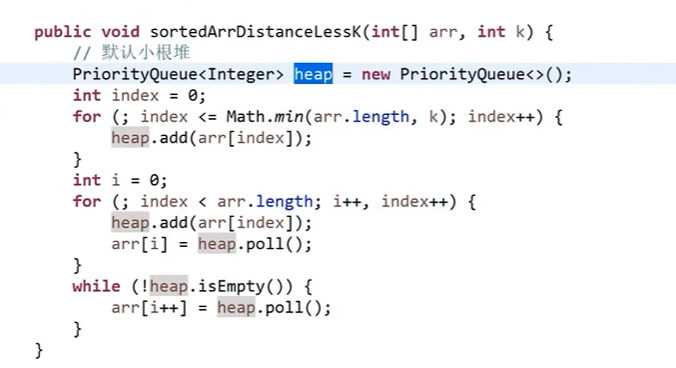 public void sortedArrDistanceLessK(int[] arr, int k) {
    // 默认小根堆
    PriorityQueue<Integer> heap = new PriorityQueue<>();
    int index = 0;
    for (; index <= Math.min(arr.length, k); index++) {
        heap.add(arr[index]);
    }
    int i = 0;
    for (; index < arr.length; i++, index++) {
        heap.add(arr[index]);
        arr[i] = heap.poll();
    }
    while (!heap.isEmpty()) {
        arr[i++] = heap.poll();
    }
}